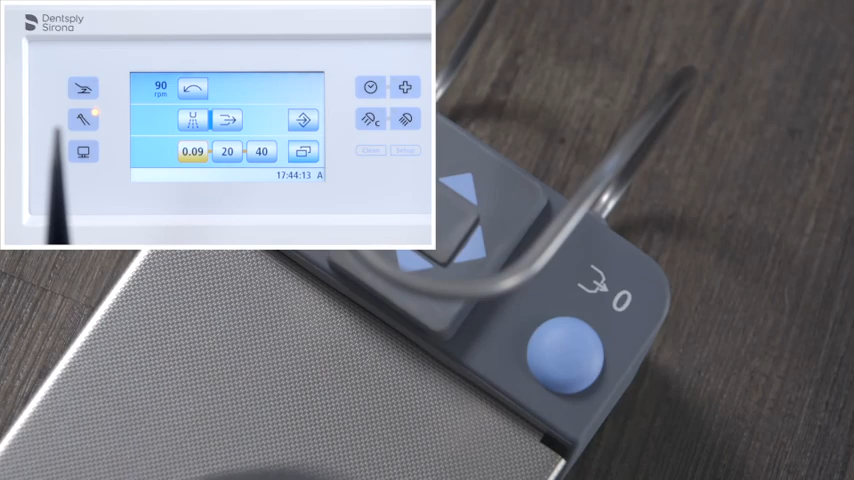 Dentsply
Sirona
90
rpm
C
0.09 20 40
Clean Setup
17:44:13 A
0